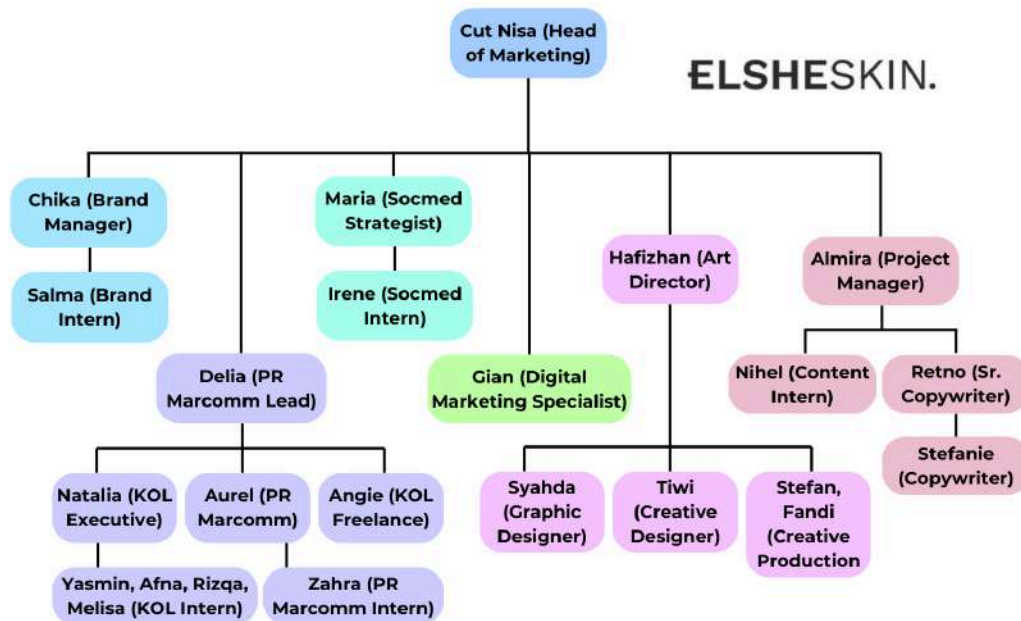 Cut Nisa (Head
of Marketing)
ELSHESKIN.
Chika (Brand
Manager)
Salma (Brand
Intern)
Maria (Socmed
Strategist)
Irene (Socmed
Intern)
Hafizhan (Art
Director)
Almira (Project
Manager)
Delia (PR
Marcomm Lead)
Gian (Digital
Marketing Specialist)
Nihel (Content
Intern)
Retno (Sr.
Copywriter)
Stefanie
(Copywriter)
Natalia (KOL
Executive)
Aurel (PR
Marcomm)
Angie (KOL
Freelance)
Syahda
(Graphic
Designer)
Tiwi
(Creative
Designer)
Stefan,
Fandi
(Creative
Production
Yasmin, Afna, Rizqa,
Melisa (KOL Intern)
Zahra (PR
Marcomm Intern)